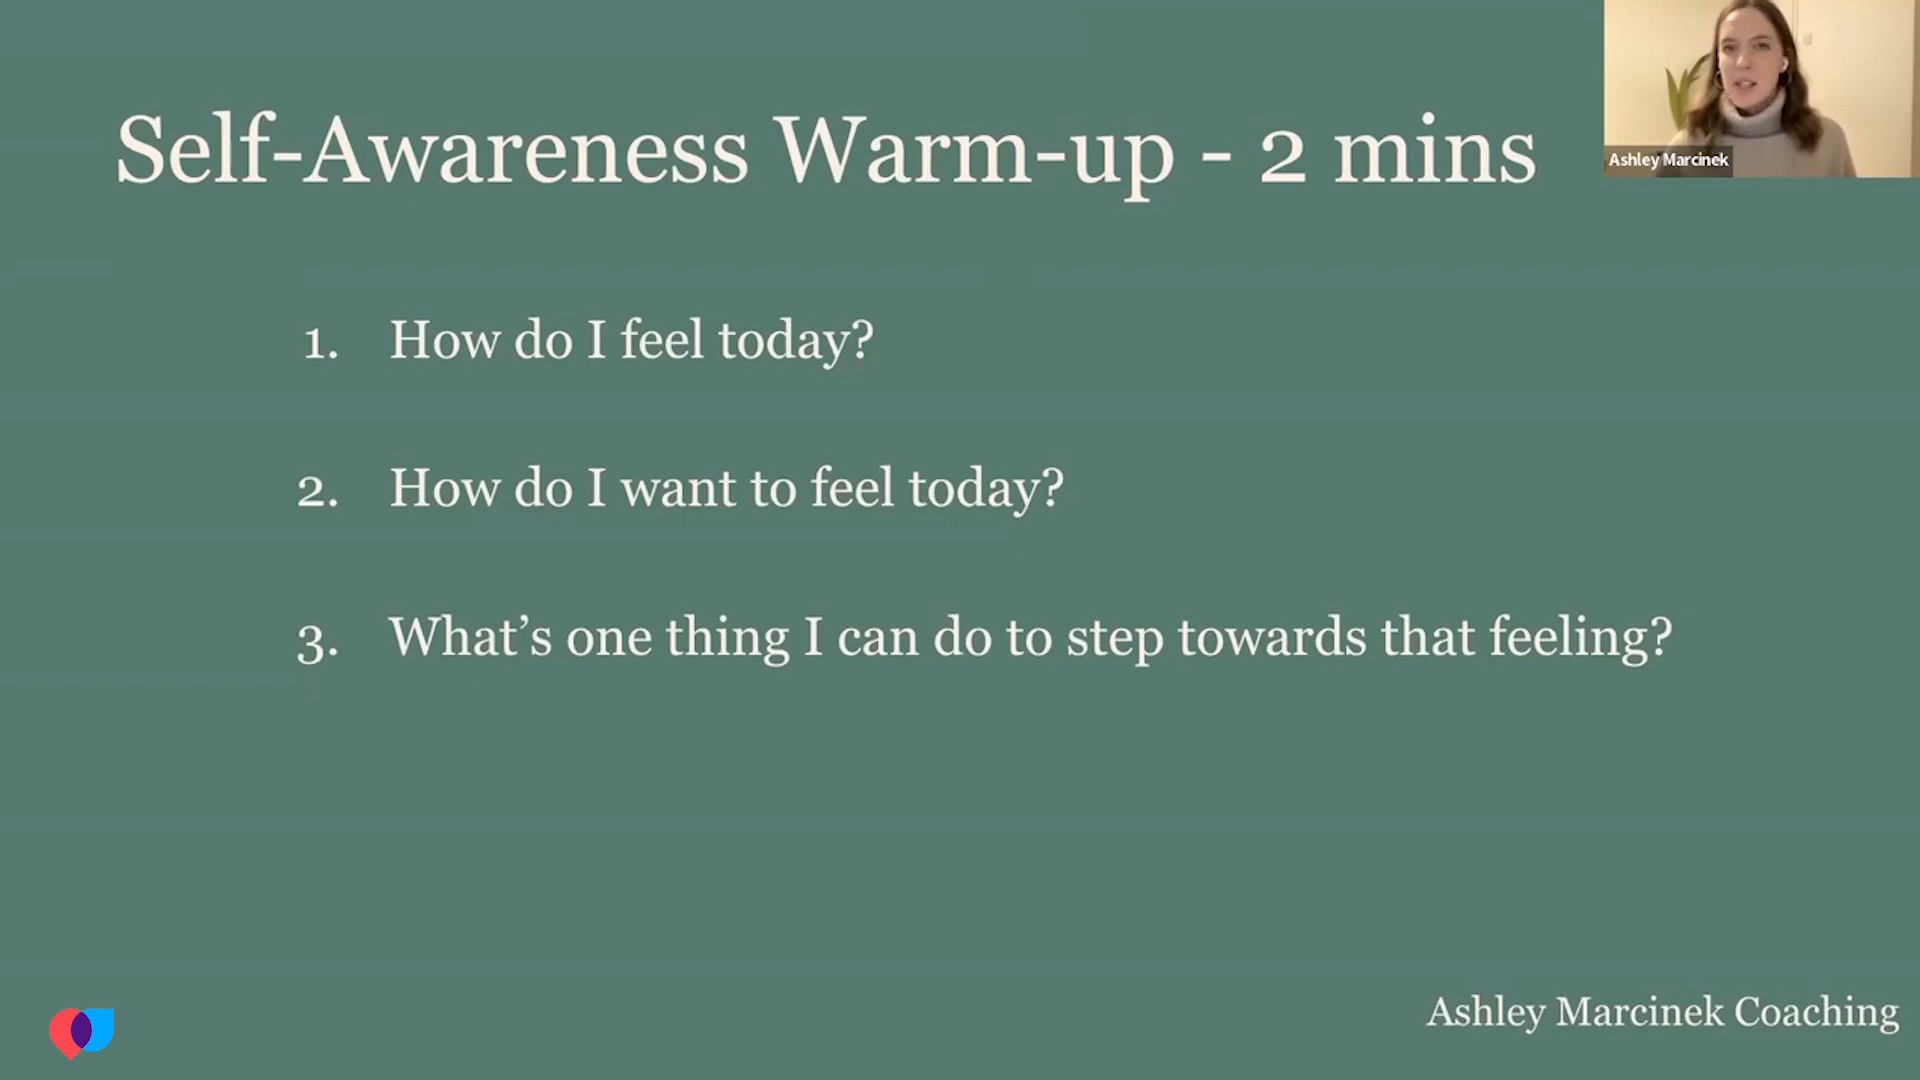 Self-Awareness Warm-up - 2 mins
Ashley Marcinek
1. How do I feel today?
2. How do I want to feel today?
3. What’s one thing I can do to step towards that feeling?
Ashley Marcinek Coaching